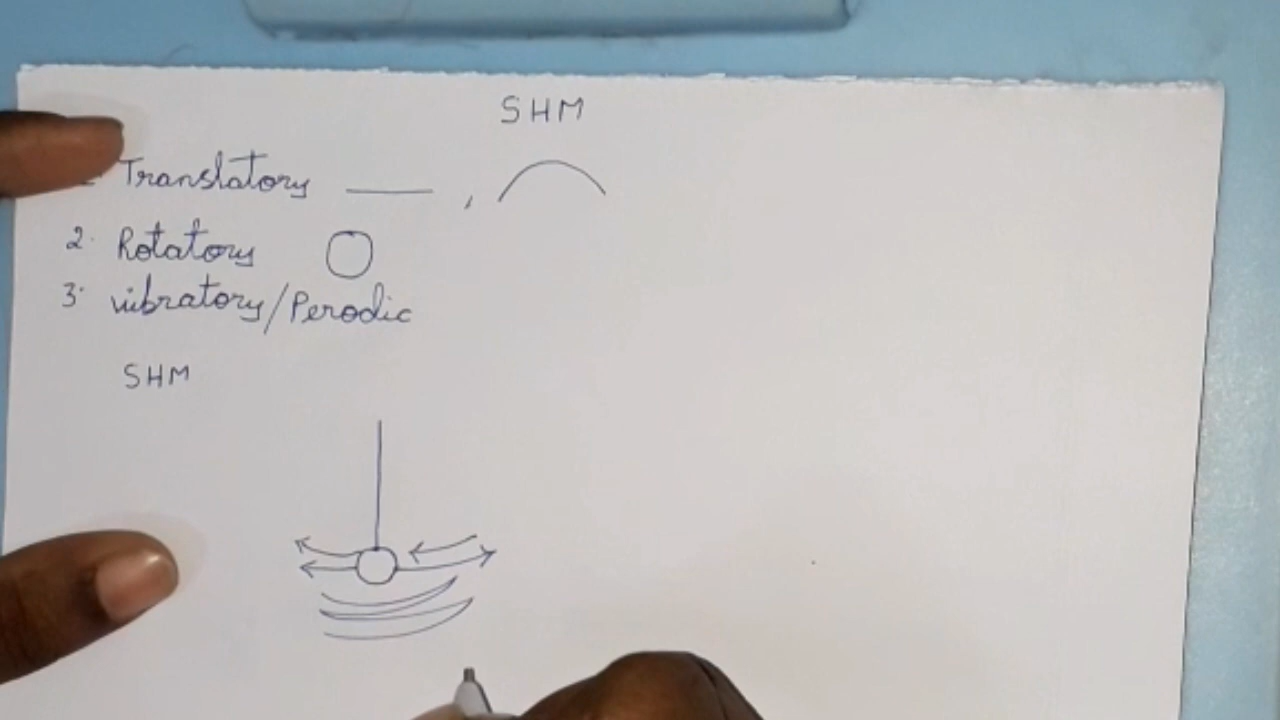 SHM
Translatory ,
2. Rotatory
3. vibratory/Perodic
SHM